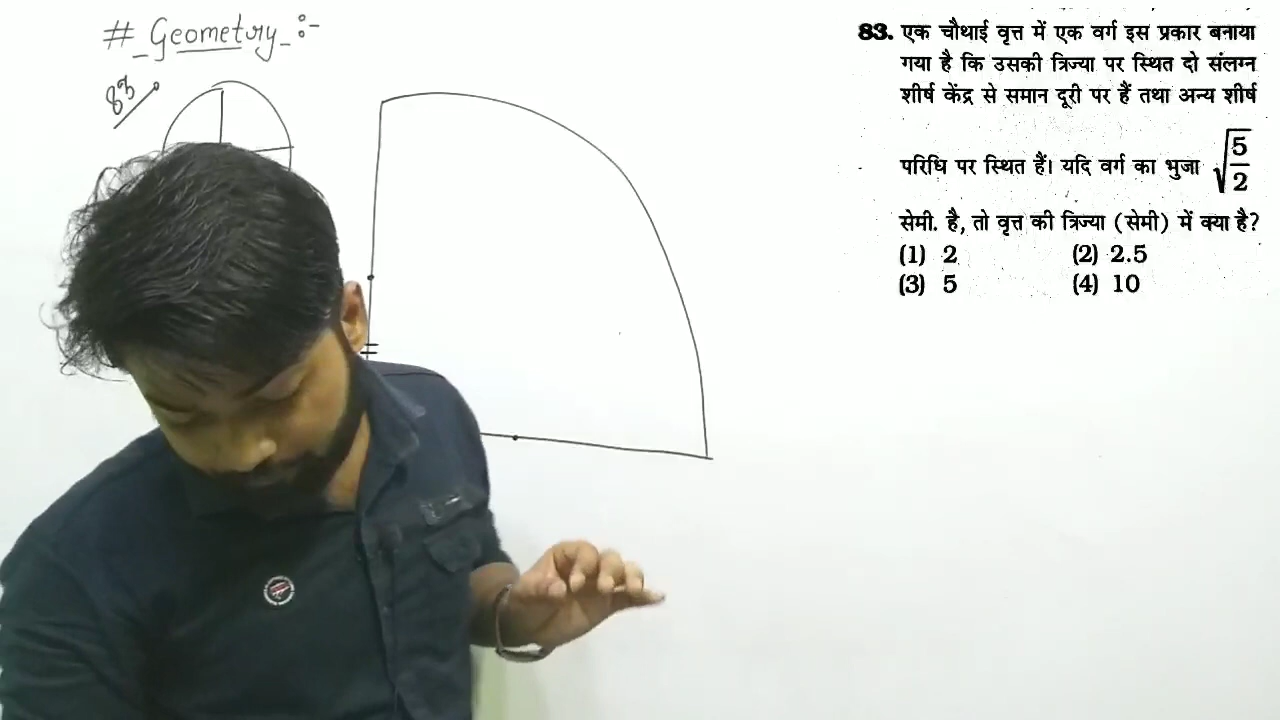 # Geometry :-
83
83. एक चौथाई वृत्त में एक वर्ग इस प्रकार बनाया
गया है कि उसकी त्रिज्या पर स्थित दो संलग्न
शीर्ष केंद्र से समान दूरी पर हैं तथा अन्य शीर्ष
परिधि पर स्थित हैं। यदि वर्ग का भुजा √5/2
सेमी. है, तो वृत्त की त्रिज्या (सेमी) में क्या है?
(1) 2 (2) 2.5
(3) 5 (4) 10